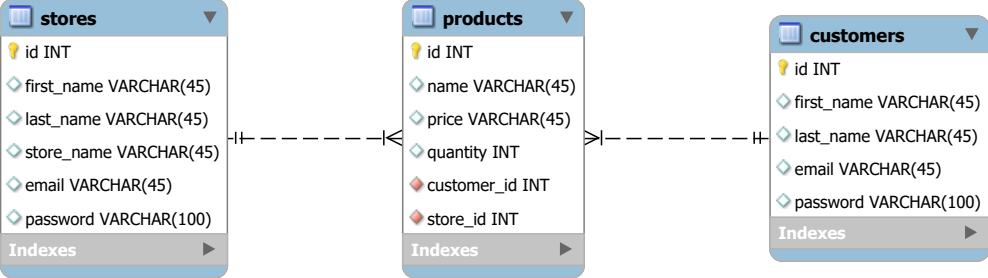 stores
id INT
first_name VARCHAR(45)
last_name VARCHAR(45)
store_name VARCHAR(45)
email VARCHAR(45)
password VARCHAR(100)
Indexes
products
id INT
name VARCHAR(45)
price VARCHAR(45)
quantity INT
customer_id INT
store_id INT
Indexes
customers
id INT
first_name VARCHAR(45)
last_name VARCHAR(45)
email VARCHAR(45)
password VARCHAR(100)
Indexes